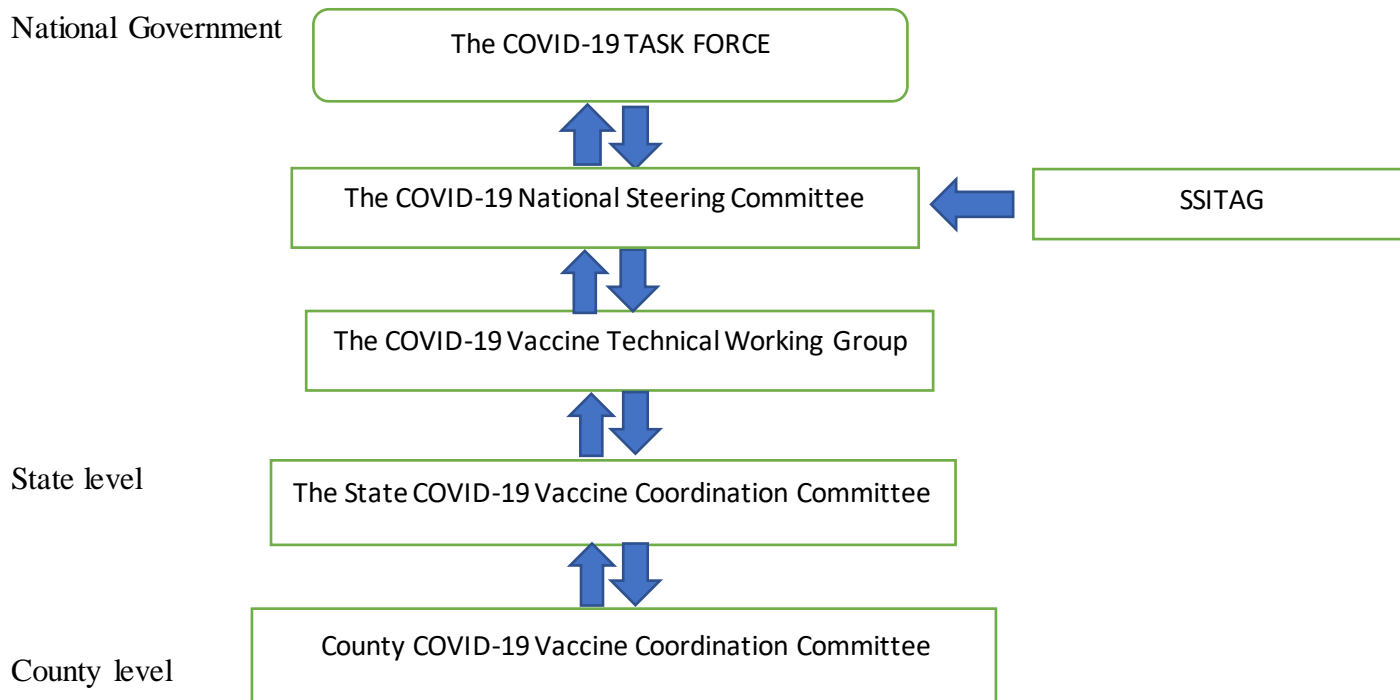 National Government
The COVID-19 TASK FORCE
The COVID-19 National Steering Committee
SSITAG
The COVID-19 Vaccine Technical Working Group
State level
The State COVID-19 Vaccine Coordination Committee
County COVID-19 Vaccine Coordination Committee
County level